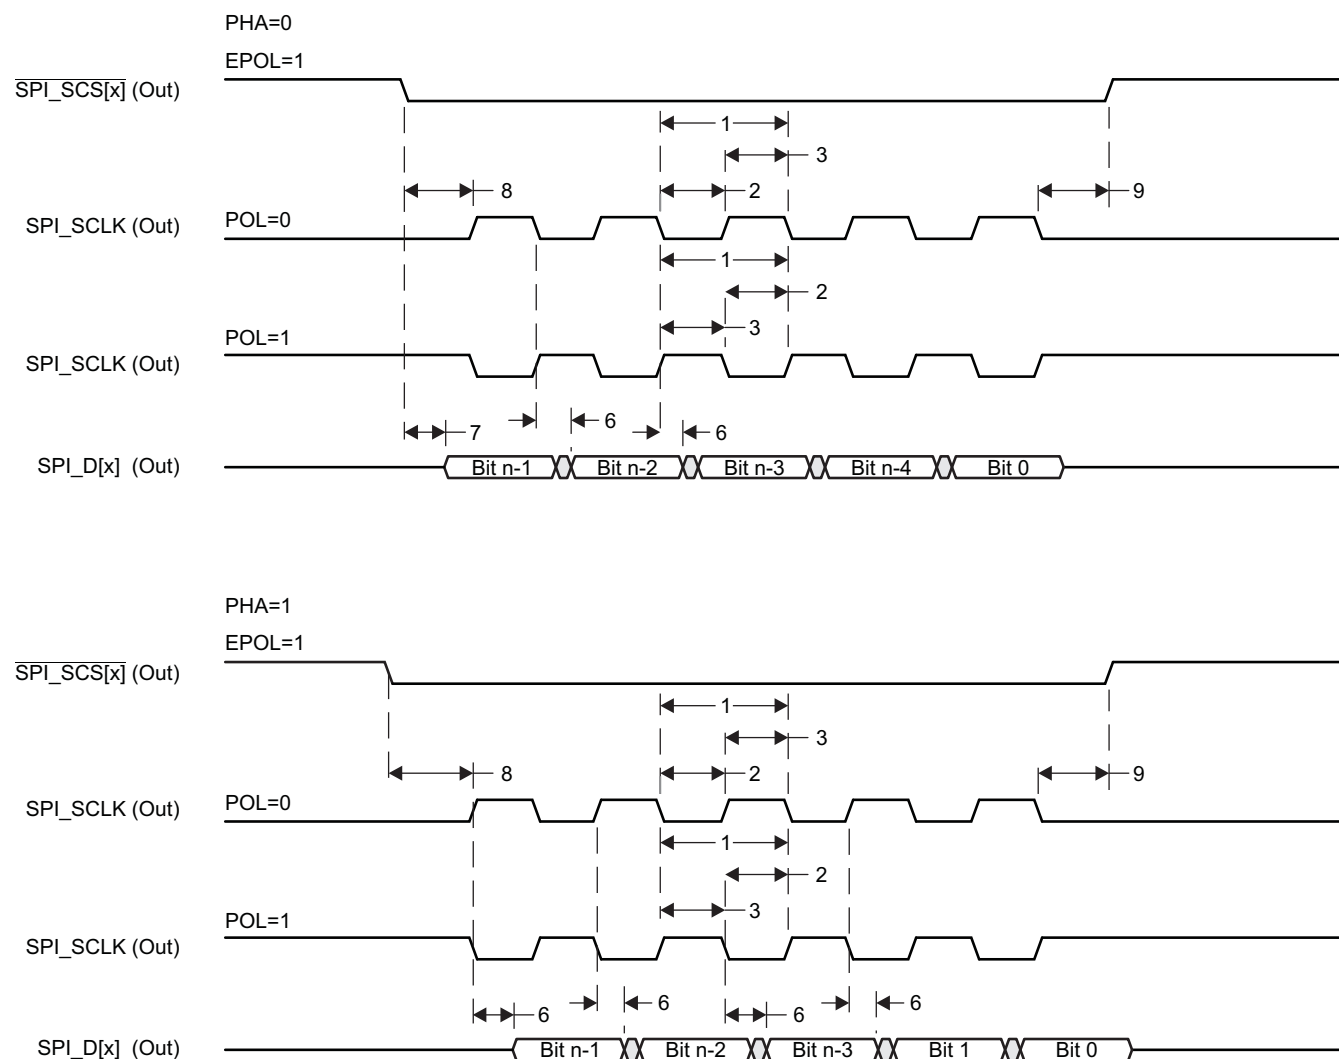 PHA=0
EPOL=1
SPI_SCS[x] (Out)
1
3
8
2
9
POL=0
SPI_SCLK (Out)
1
2
3
POL=1
SPI_SCLK (Out)
6
7
6
SPI_D[x] (Out)
Bit n-1
Bit n-2
Bit n-3
Bit n-4
Bit 0
PHA=1
EPOL=1
SPI_SCS[x] (Out)
1
3
8
2
9
POL=0
SPI_SCLK (Out)
1
2
3
POL=1
SPI_SCLK (Out)
6
6
6
6
SPI_D[x] (Out)
Bit n-1
Bit n-2
Bit n-3
Bit 1
Bit 0